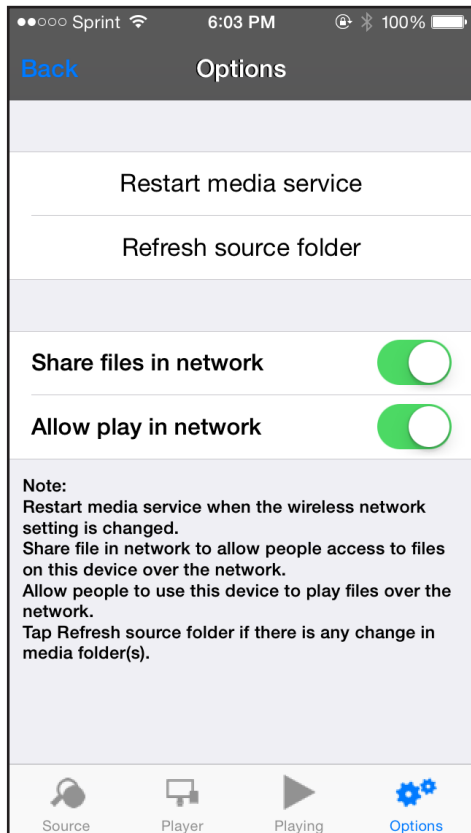 Sprint 6:03 PM 100%
Back Options
Restart media service
Refresh source folder
Share files in network
Allow play in network
Note:
Restart media service when the wireless network
setting is changed.
Share file in network to allow people access to files
on this device over the network.
Allow people to use this device to play files over the
network.
Tap Refresh source folder if there is any change in
media folder(s).
Source Player Playing Options